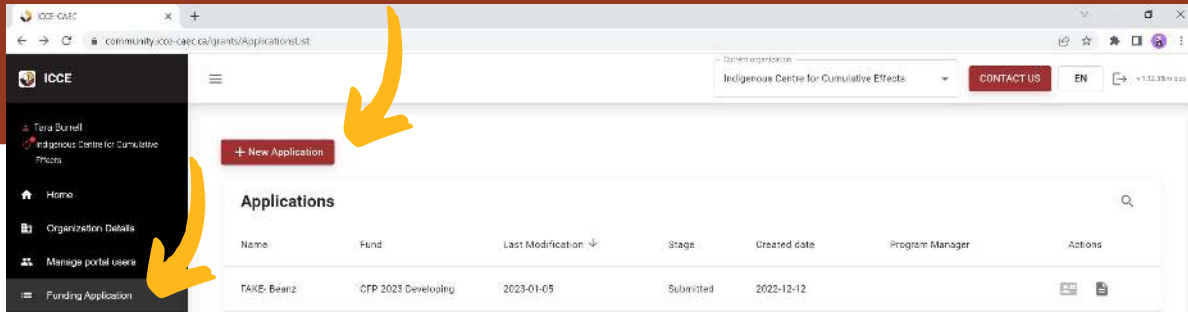 ICCE-CAEC
community.icce-caec.ca/grants/ApplicationsList
ICCE
Current organization
Indigenous Centre for Cumulative Effects
CONTACT US
EN
Tara Burrell
Indigenous Centre for Cumulative
Effects
+ New Application
Home
Organization Details
Manage portal users
Funding Application
Applications
Name Fund Last Modification Stage Created date Program Manager Actions
FAKE- Beanz CFP 2023 Developing 2023-01-05 Submitted 2022-12-12